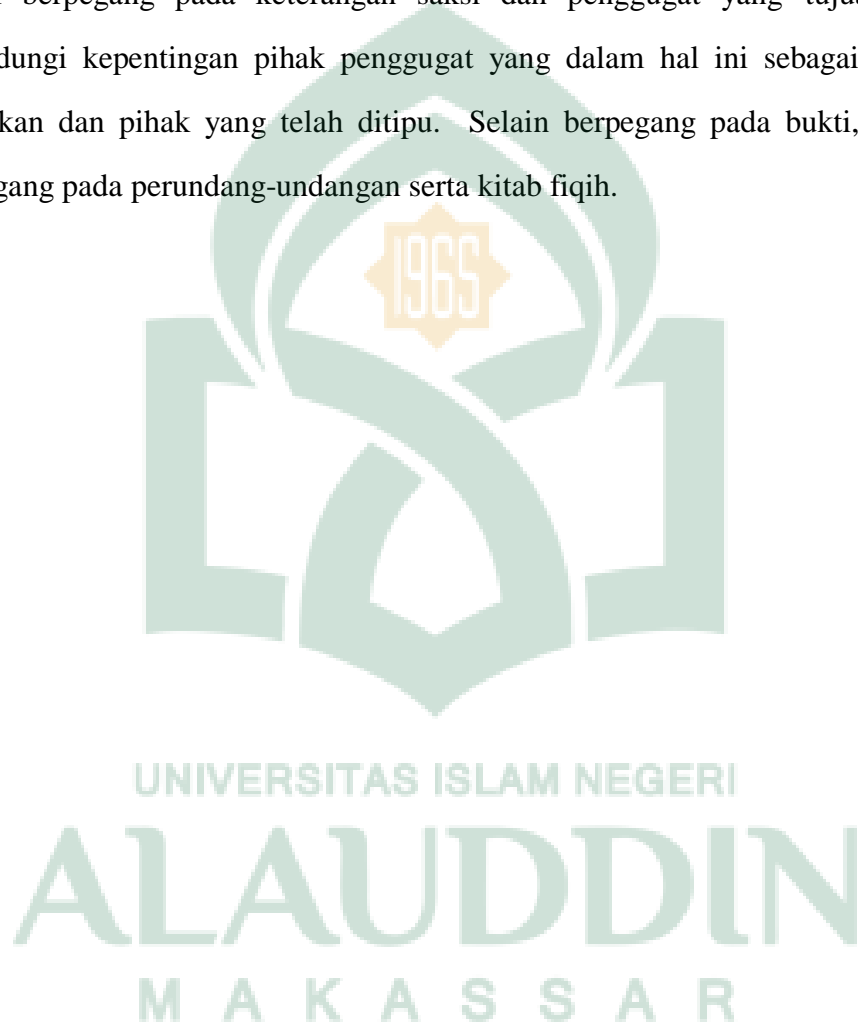 berpegang pada keterangan saksi dan penggugat yang
dungi kepentingan pihak penggugat yang dalam hal ini sebagai
kan dan pihak yang telah ditipu. Selain berpegang pada bukti,
gang pada perundang-undangan serta kitab fiqih.
1965
UNIVERSITAS ISLAM NEGERI
ALAUDDIN
MAKASSAR